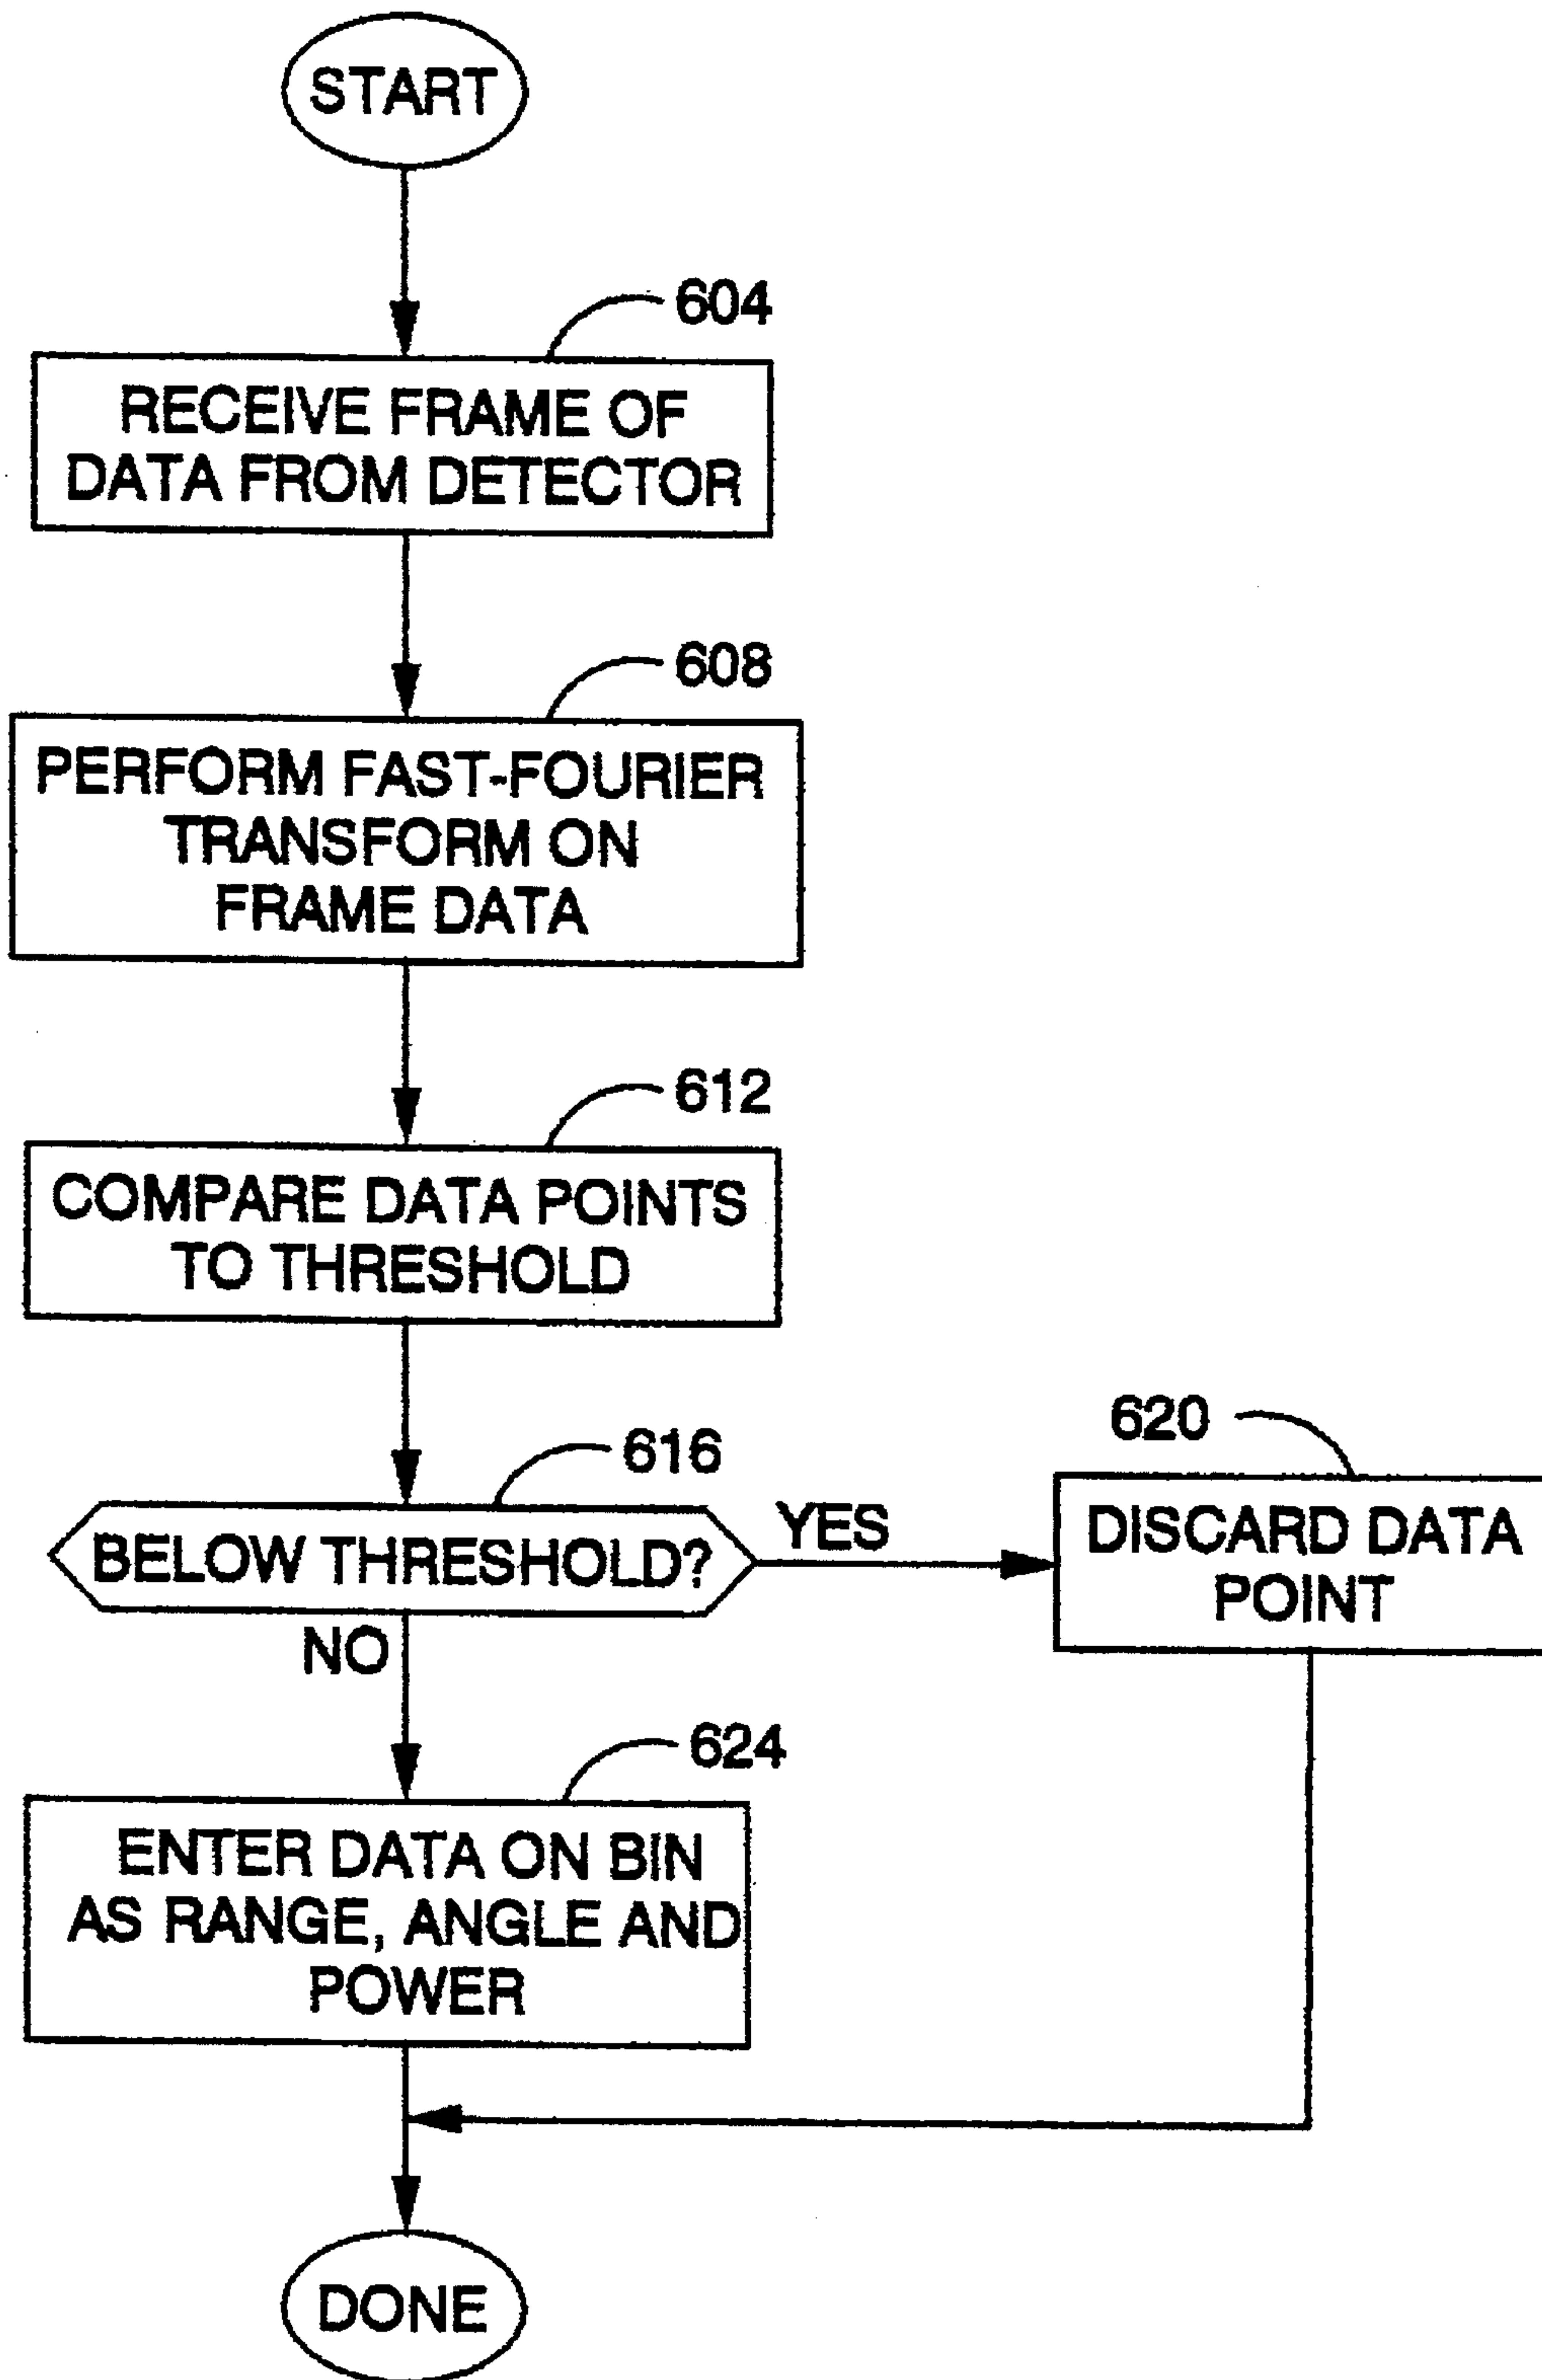 START
604
RECEIVE FRAME OF
DATA FROM DETECTOR
608
PERFORM FAST-FOURIER
TRANSFORM ON
FRAME DATA
612
COMPARE DATA POINTS
TO THRESHOLD
616
BELOW THRESHOLD?
YES
620
DISCARD DATA
POINT
NO
624
ENTER DATA ON BIN
AS RANGE, ANGLE AND
POWER
DONE